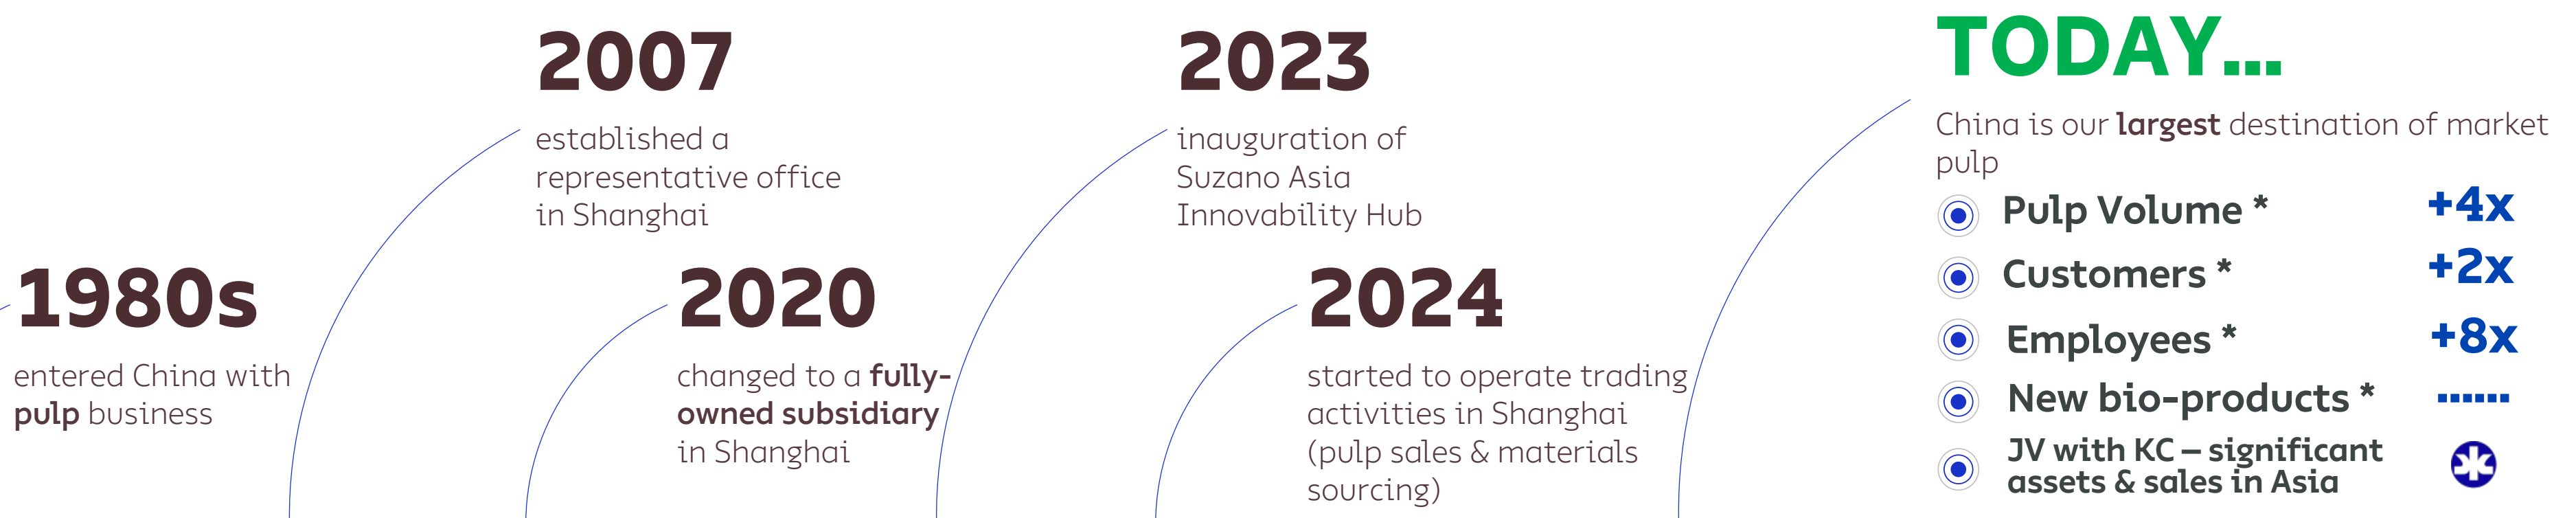 1980s
entered China with
pulp business
2007
established a
representative office
in Shanghai
2020
changed to a fully-
owned subsidiary
in Shanghai
2023
inauguration of
Suzano Asia
Innovability Hub
2024
started to operate trading
activities in Shanghai
(pulp sales & materials
sourcing)
TODAY...
China is our largest destination of market
pulp
Pulp Volume * +4x
Customers * +2x
Employees * +8x
New bio-products * ......
JV with KC – significant
assets & sales in Asia